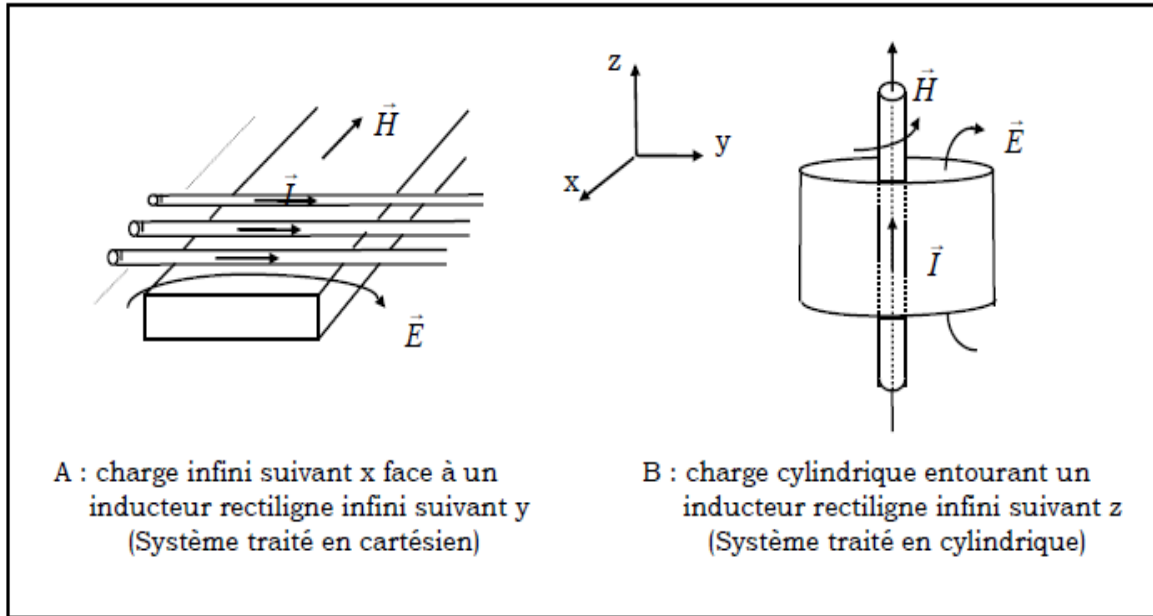 H
I
E
z
y
x
H
E
I
A : charge infini suivant x face à un
inducteur rectiligne infini suivant y
(Système traité en cartésien)
B : charge cylindrique entourant un
inducteur rectiligne infini suivant z
(Système traité en cylindrique)